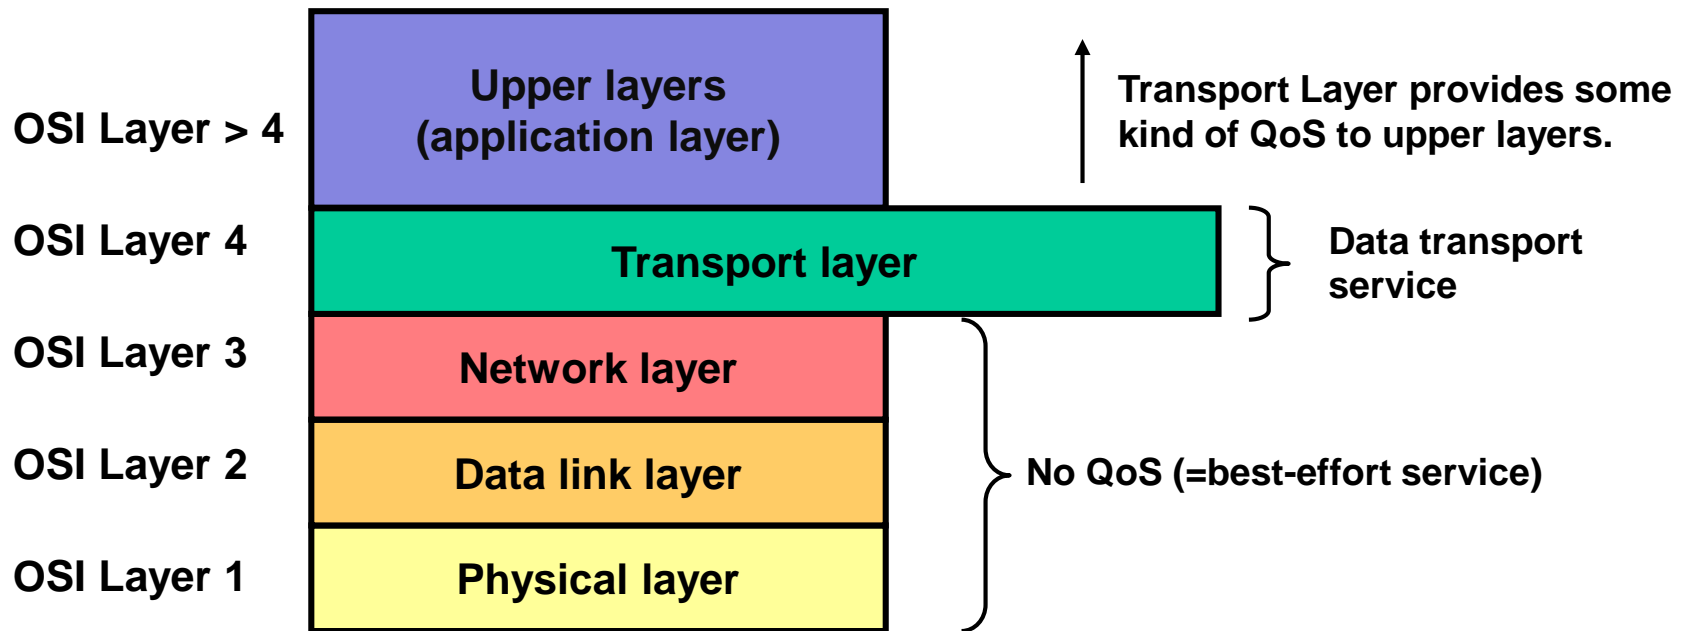 Upper layers
(application layer)
OSI Layer > 4
Transport Layer provides some
kind of QoS to upper layers.
OSI Layer 4
Transport layer
Data transport
service
OSI Layer 3
Network layer
OSI Layer 2
Data link layer
No QoS (=best-effort service)
OSI Layer 1
Physical layer